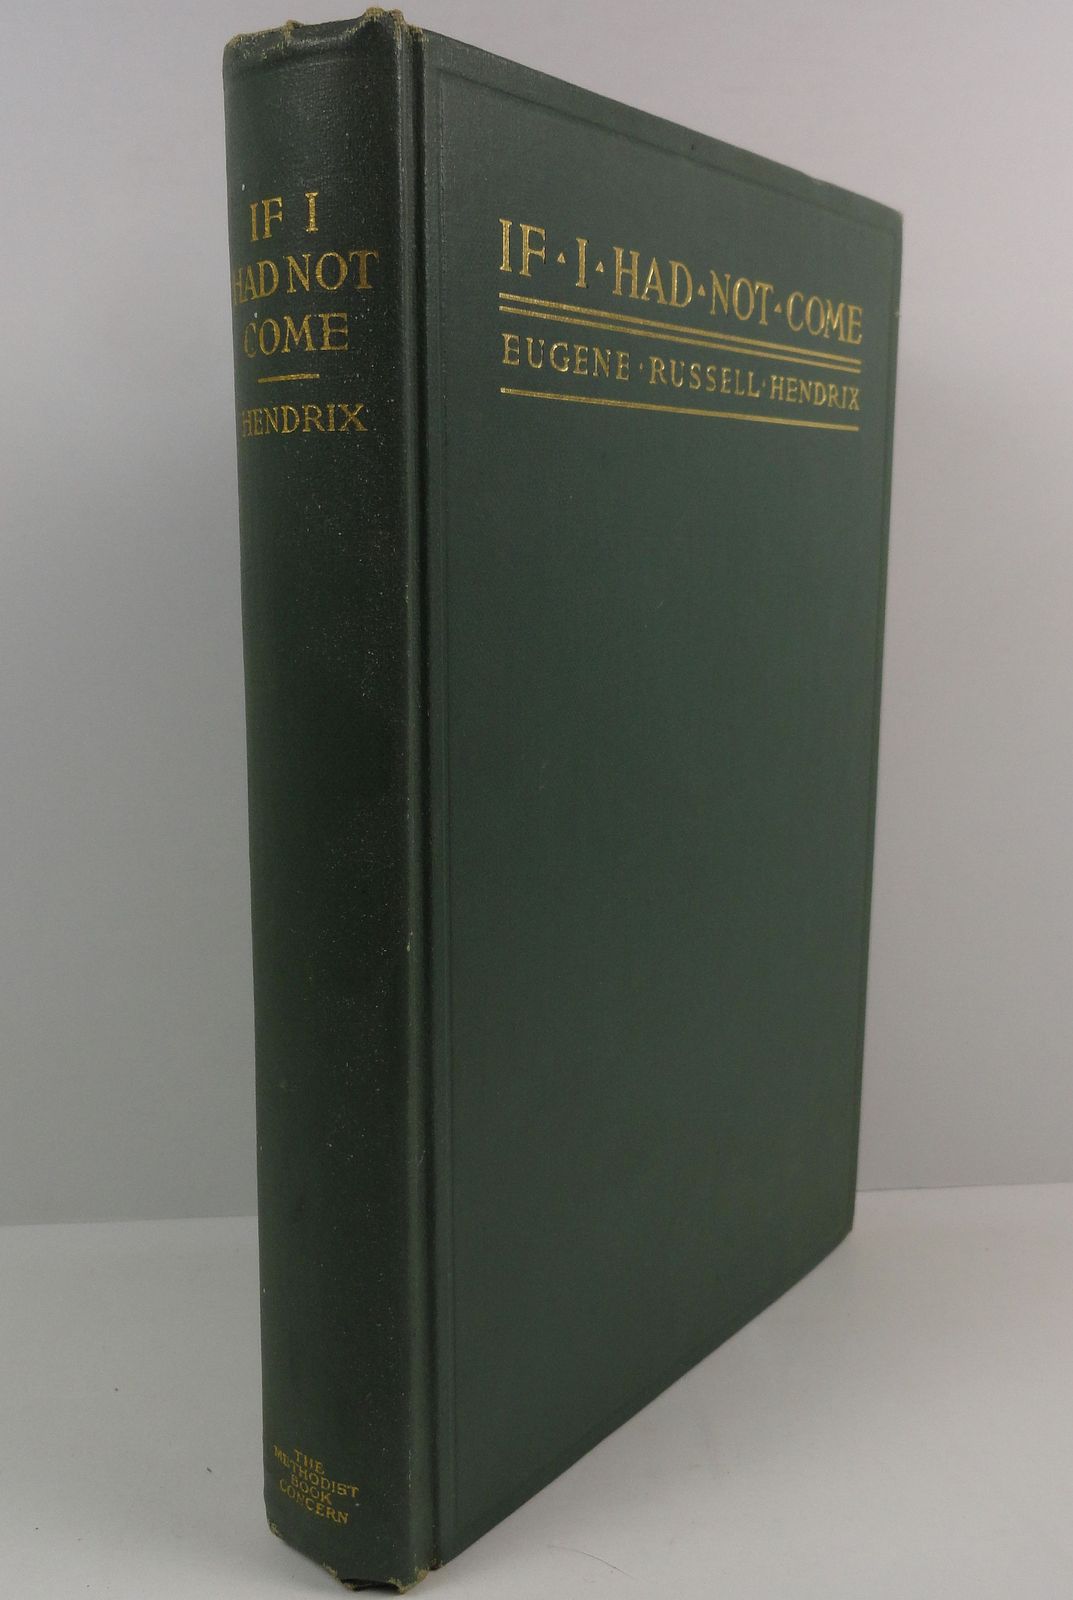 IF I
HAD NOT
COME
HENDRIX
THE
METHODIST
BOOK
CONCERN
IF · I · HAD · NOT · COME
EUGENE · RUSSELL · HENDRIX